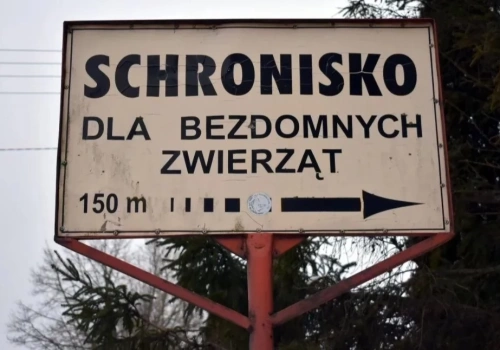 SCHRONISKO
DLA BEZDOMNYCH
ZWIERZĄT
150 m